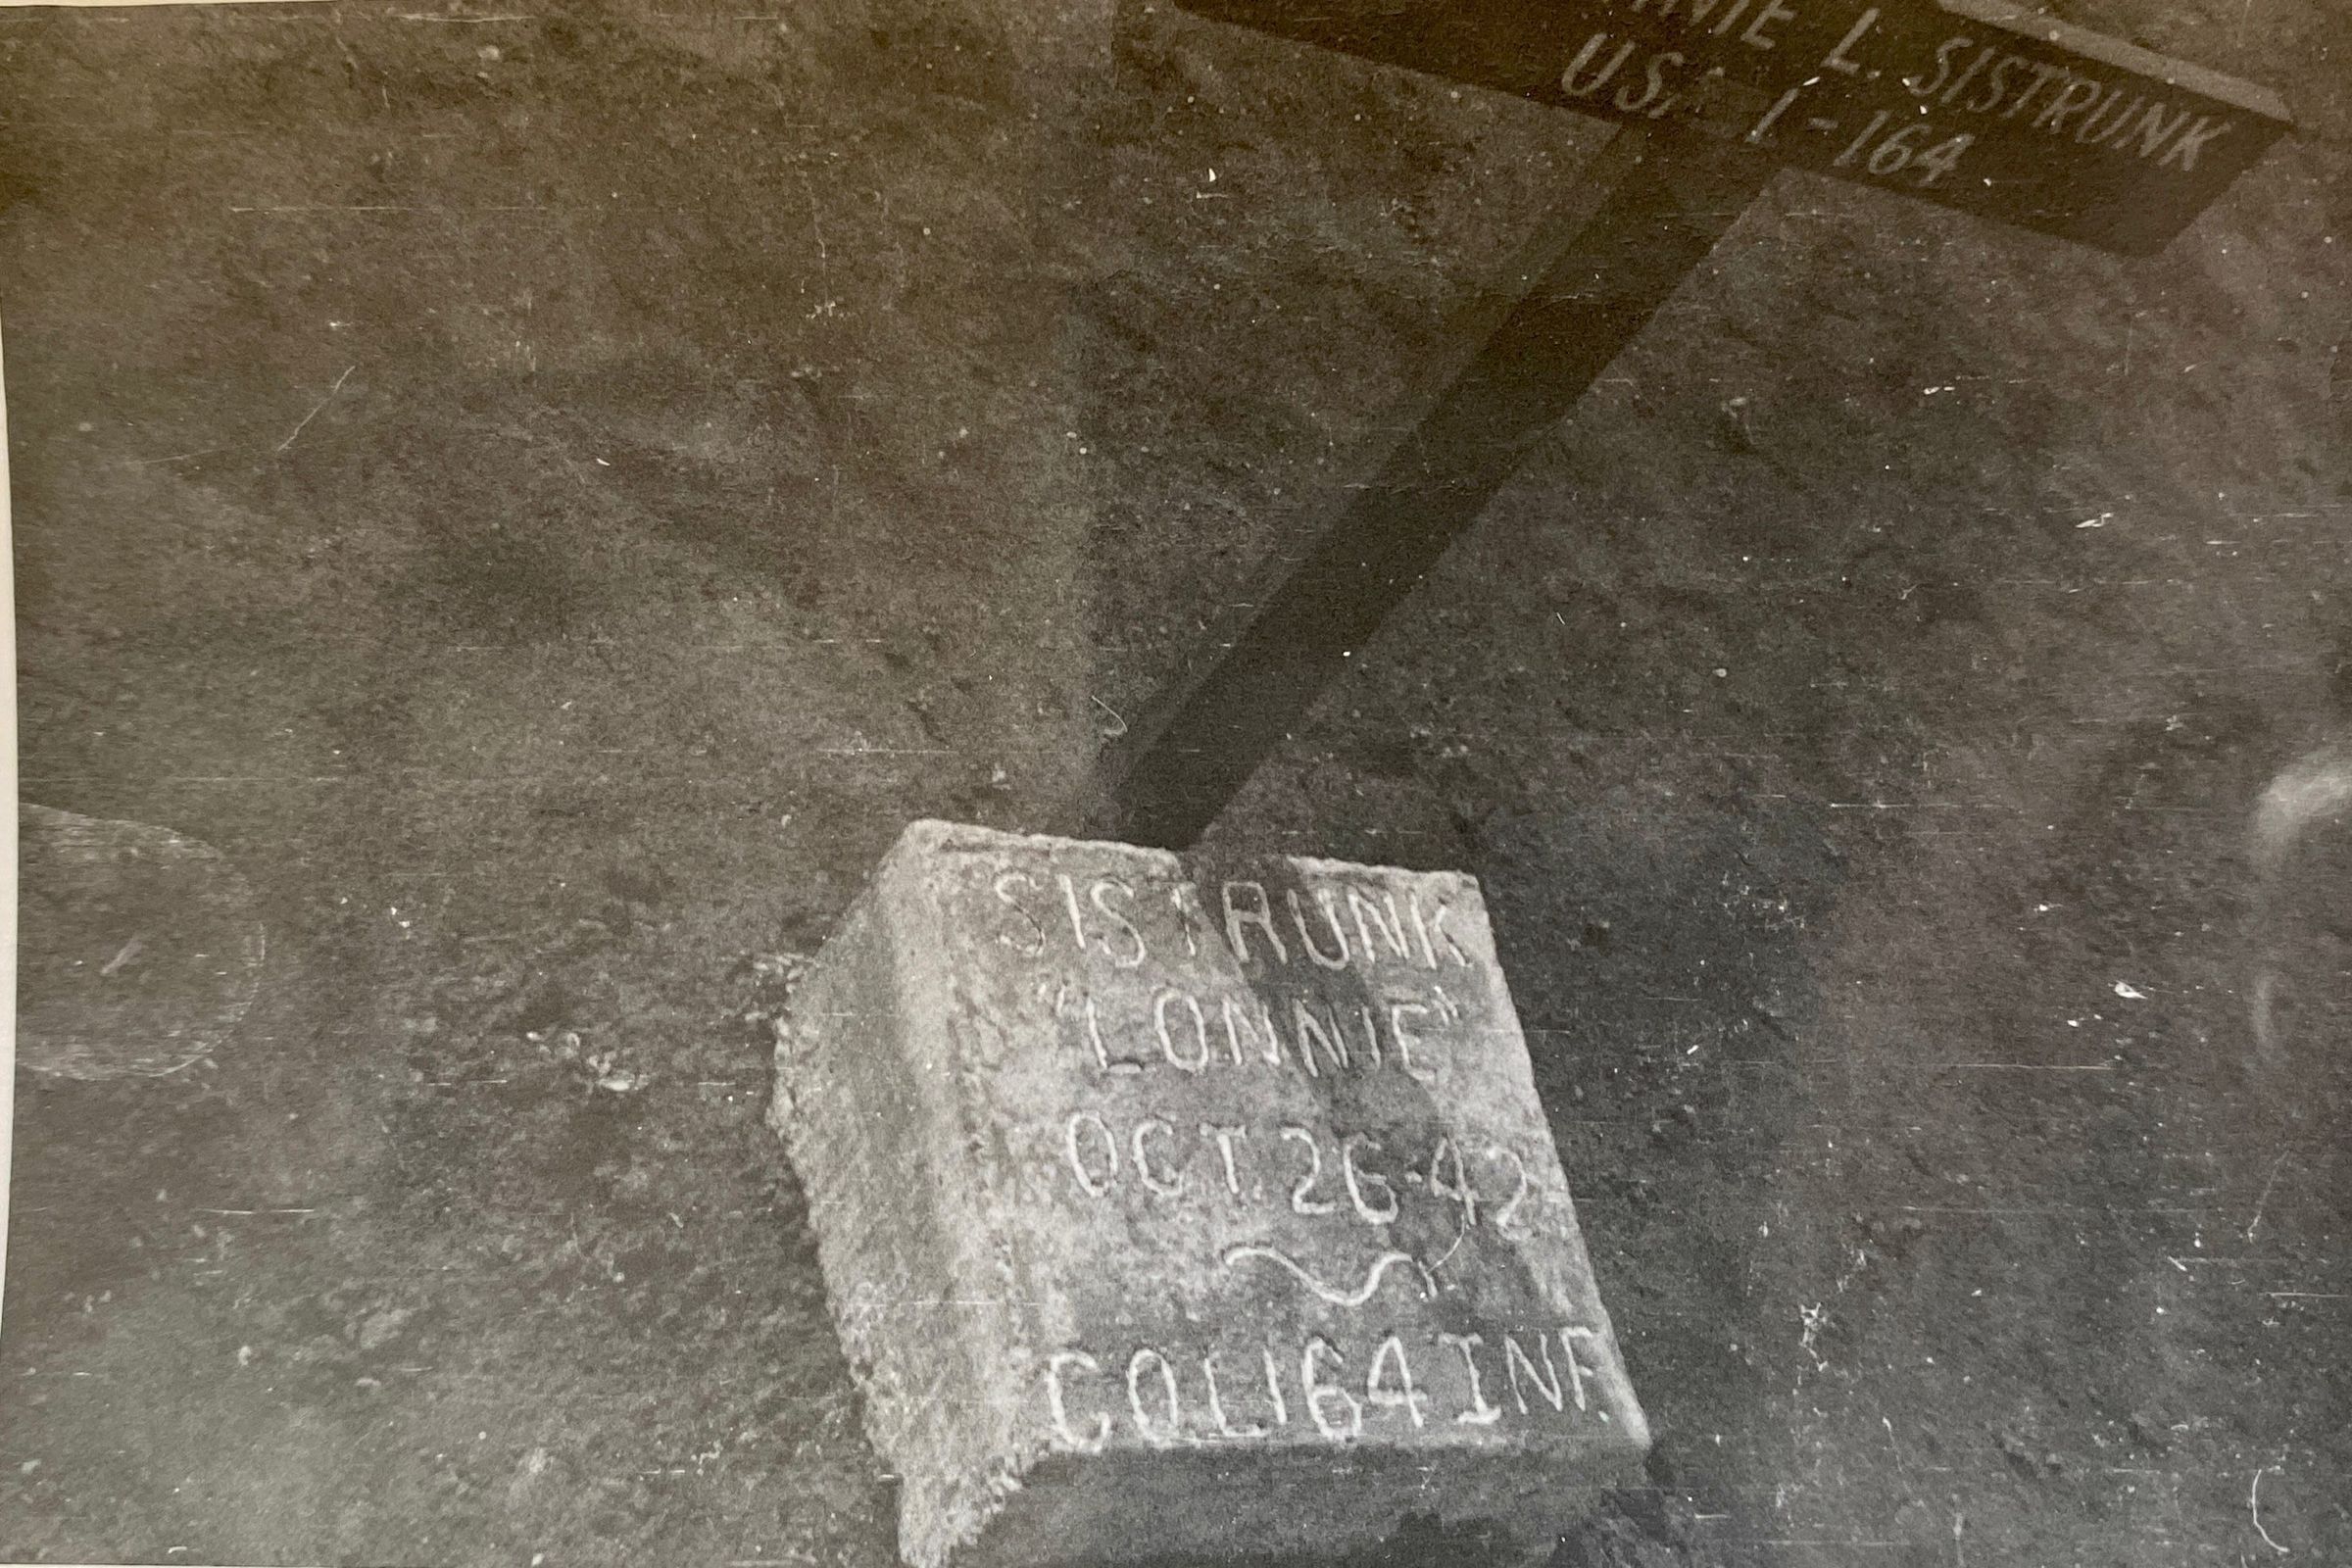 NIE L. SISTRUNK
USA L-164
SISTRUNK
"LONNIE"
OCT. 26-42
CO L 164 INF.